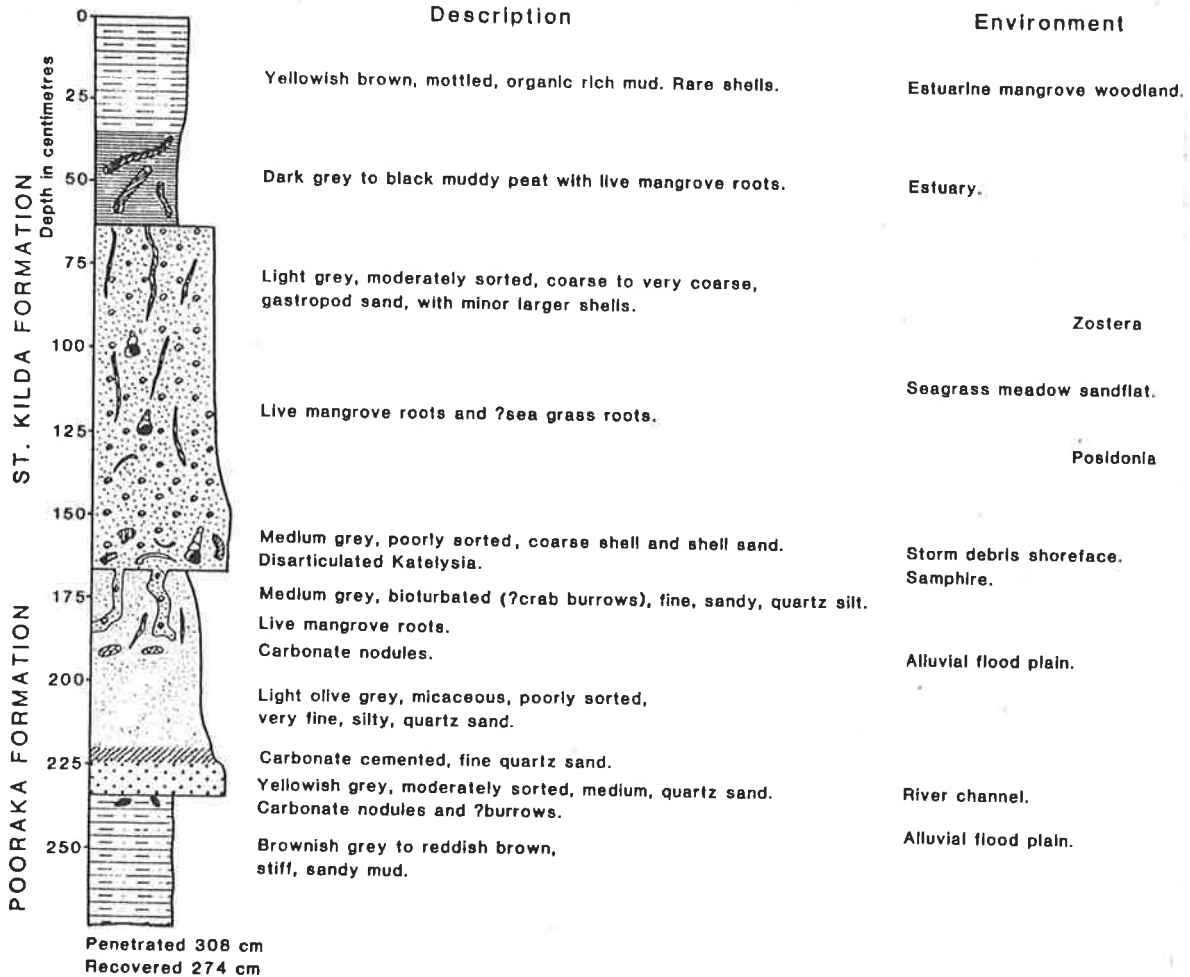 Description
Environment
Depth in centimetres
ST. KILDA FORMATION
POORAKA FORMATION
0
25
50
75
100
125
150
175
200
225
250
Yellowish brown, mottled, organic rich mud. Rare shells.
Estuarine mangrove woodland.
Dark grey to black muddy peat with live mangrove roots.
Estuary.
Light grey, moderately sorted, coarse to very coarse,
gastropod sand, with minor larger shells.
Zostera
Seagrass meadow sandflat.
Live mangrove roots and ?sea grass roots.
Posidonia
Medium grey, poorly sorted, coarse shell and shell sand.
Disarticulated Katelysia.
Storm debris shoreface.
Samphire.
Medium grey, bioturbated (?crab burrows), fine, sandy, quartz silt.
Live mangrove roots.
Carbonate nodules.
Alluvial flood plain.
Light olive grey, micaceous, poorly sorted,
very fine, silty, quartz sand.
Carbonate cemented, fine quartz sand.
Yellowish grey, moderately sorted, medium, quartz sand.
Carbonate nodules and ?burrows.
River channel.
Alluvial flood plain.
Brownish grey to reddish brown,
stiff, sandy mud.
Penetrated 308 cm
Recovered 274 cm